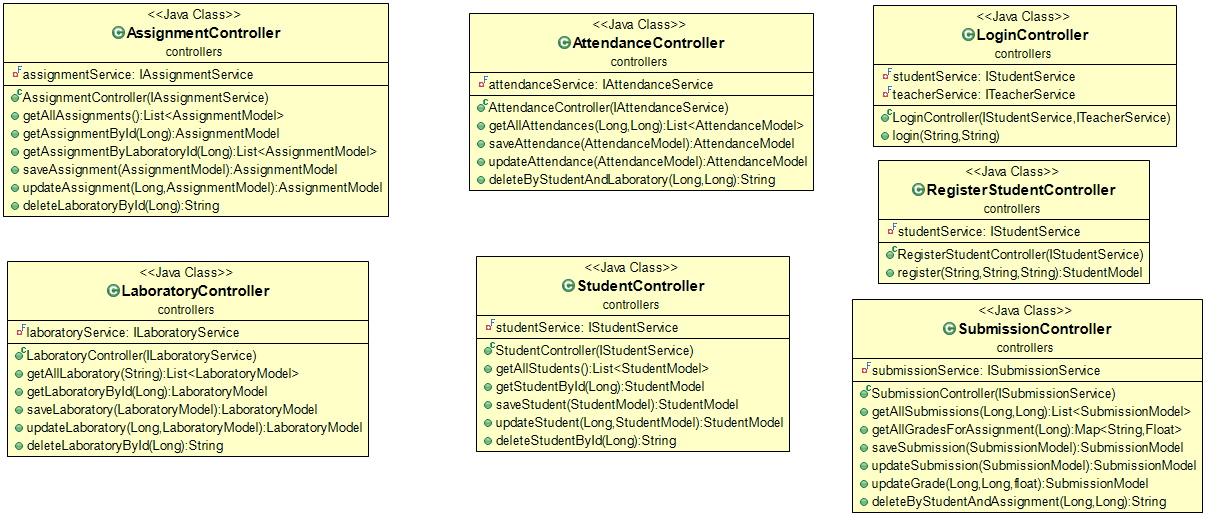 <<Java Class>>
AssignmentController
controllers
assignmentService: IAssignmentService
AssignmentController(IAssignmentService)
getAllAssignments():List<AssignmentModel>
getAssignmentById(Long):AssignmentModel
getAssignmentByLaboratoryId(Long):List<AssignmentModel>
saveAssignment(AssignmentModel):AssignmentModel
updateAssignment(Long,AssignmentModel):AssignmentModel
deleteLaboratoryById(Long):String
<<Java Class>>
AttendanceController
controllers
attendanceService: IAttendanceService
AttendanceController(IAttendanceService)
getAllAttendances(Long,Long):List<AttendanceModel>
saveAttendance(AttendanceModel):AttendanceModel
updateAttendance(AttendanceModel):AttendanceModel
deleteByStudentAndLaboratory(Long,Long):String
<<Java Class>>
LoginController
controllers
studentService: IStudentService
teacherService: ITeacherService
LoginController(IStudentService,ITeacherService)
login(String,String)
<<Java Class>>
RegisterStudentController
controllers
studentService: IStudentService
RegisterStudentController(IStudentService)
register(String,String,String):StudentModel
<<Java Class>>
LaboratoryController
controllers
laboratoryService: ILaboratoryService
LaboratoryController(ILaboratoryService)
getAllLaboratory(String):List<LaboratoryModel>
getLaboratoryById(Long):LaboratoryModel
saveLaboratory(LaboratoryModel):LaboratoryModel
updateLaboratory(Long,LaboratoryModel):LaboratoryModel
deleteLaboratoryById(Long):String
<<Java Class>>
StudentController
controllers
studentService: IStudentService
StudentController(IStudentService)
getAllStudents():List<StudentModel>
getStudentById(Long):StudentModel
saveStudent(StudentModel):StudentModel
updateStudent(Long,StudentModel):StudentModel
deleteStudentById(Long):String
<<Java Class>>
SubmissionController
controllers
submissionService: ISubmissionService
SubmissionController(ISubmissionService)
getAllSubmissions(Long,Long):List<SubmissionModel>
getAllGradesForAssignment(Long):Map<String,Float>
saveSubmission(SubmissionModel):SubmissionModel
updateSubmission(SubmissionModel):SubmissionModel
updateGrade(Long,Long,float):SubmissionModel
deleteByStudentAndAssignment(Long,Long):String